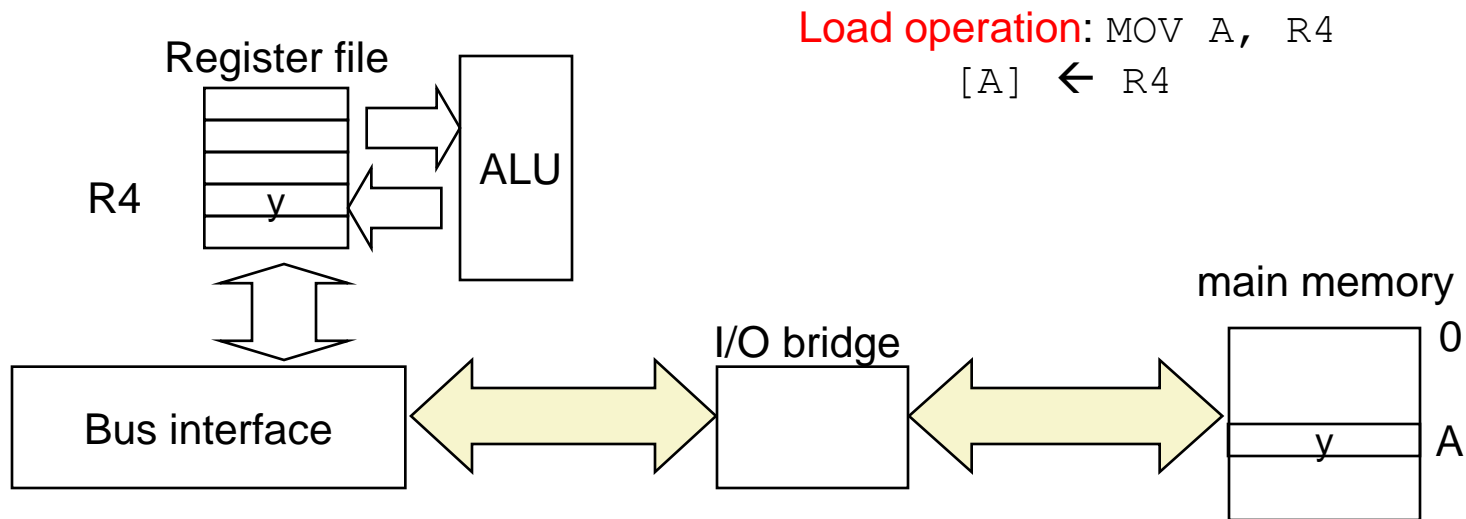 Load operation: MOV A, R4
[A] ← R4
Register file
ALU
R4
y
main memory
I/O bridge
0
Bus interface
y
A